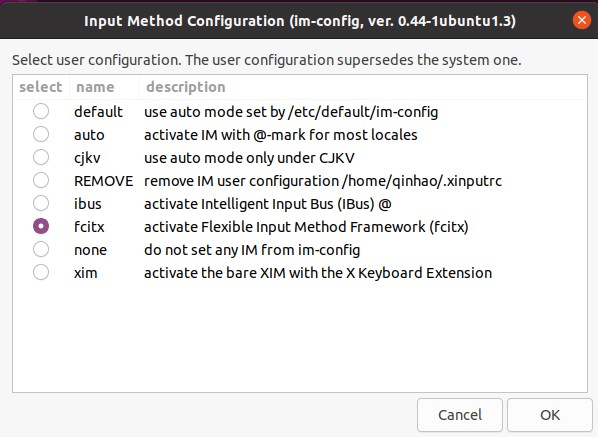 Input Method Configuration (im-config, ver. 0.44-1ubuntu1.3)
Select user configuration. The user configuration supersedes the system one.
select name description
default use auto mode set by /etc/default/im-config
auto activate IM with @-mark for most locales
cjkv use auto mode only under CJKV
REMOVE remove IM user configuration /home/qinhao/.xinputrc
ibus activate Intelligent Input Bus (IBus) @
fcitx activate Flexible Input Method Framework (fcitx)
none do not set any IM from im-config
xim activate the bare XIM with the X Keyboard Extension
Cancel OK